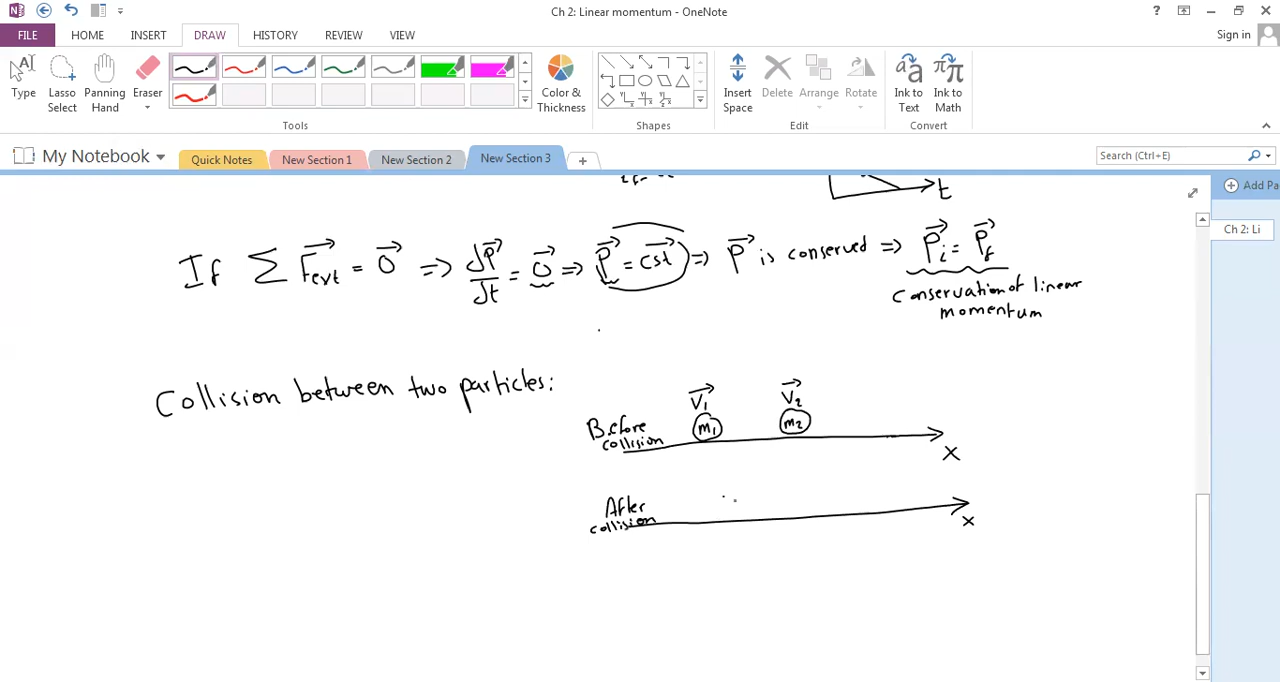 Ch 2: Linear momentum - OneNote
FILE HOME INSERT DRAW HISTORY REVIEW VIEW
Sign in
Type Lasso Select Panning Hand Eraser
Color & Thickness
Insert Space Delete Arrange Rotate
Ink to Text Ink to Math
Tools Shapes Edit Convert
My Notebook Quick Notes New Section 1 New Section 2 New Section 3
Search (Ctrl+E)
Add Pa
Ch 2: Li
t
If ∑ F⃗ext = 0⃗ => dP⃗/dt = 0⃗ => P⃗ = cst⃗ => P⃗ is conserved => P⃗i = P⃗f
conservation of linear
momentum
Collision between two particles:
V⃗1 V⃗2
Before collision m1 m2
x
After collision
x